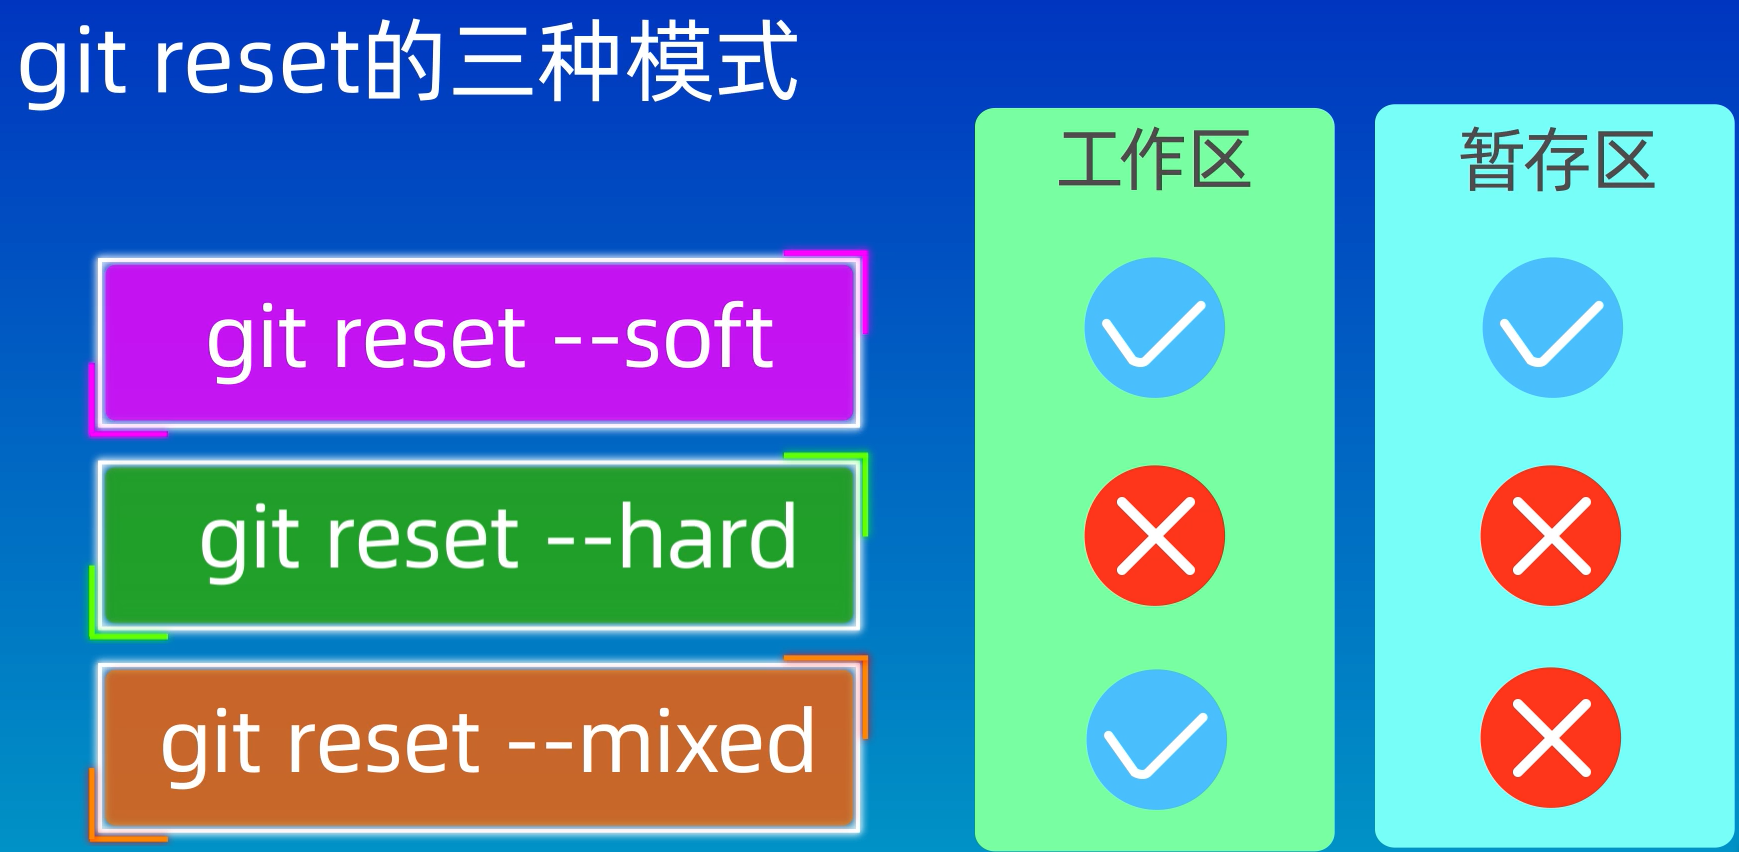 git reset的三种模式
工作区
暂存区
git reset --soft
git reset --hard
git reset --mixed